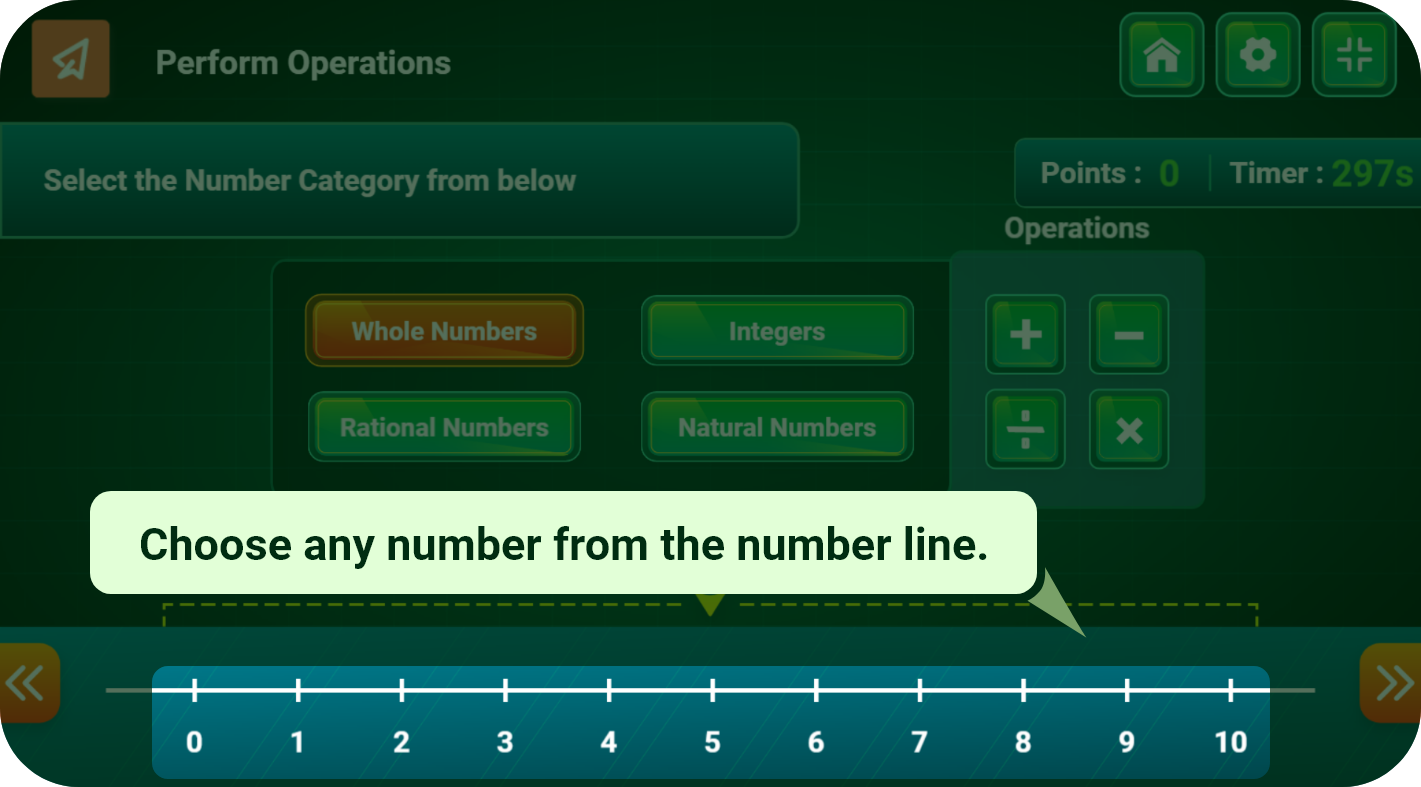 Perform Operations
Select the Number Category from below
Points : 0 | Timer : 297s
Operations
Whole Numbers
Integers
+ −
Rational Numbers
Natural Numbers
÷ ×
Choose any number from the number line.
0 1 2 3 4 5 6 7 8 9 10